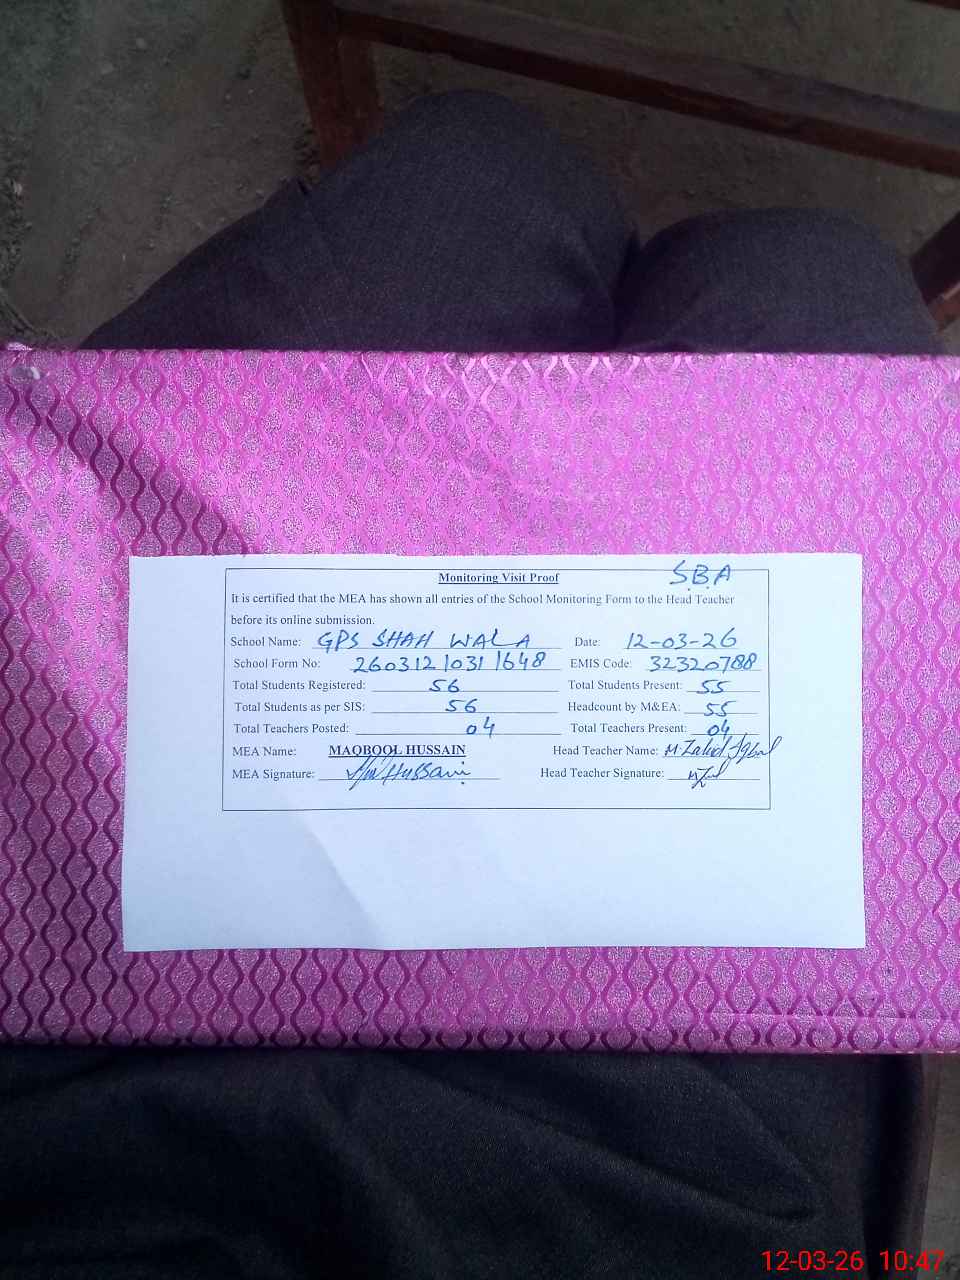 Monitoring Visit Proof
S.B.A
It is certified that the MEA has shown all entries of the School Monitoring Form to the Head Teacher
before its online submission.
School Name: GPS SHAH WALA Date: 12-03-26
School Form No: 2603121031 1648 EMIS Code: 32320788
Total Students Registered: 56 Total Students Present: 55
Total Students as per SIS: 56 Headcount by M&EA: 55
Total Teachers Posted: 04 Total Teachers Present: 04
MEA Name: MAQBOOL HUSSAIN Head Teacher Name: M. Zahid Iqbal
MEA Signature: Hussain Head Teacher Signature:
12-03-26 10:47